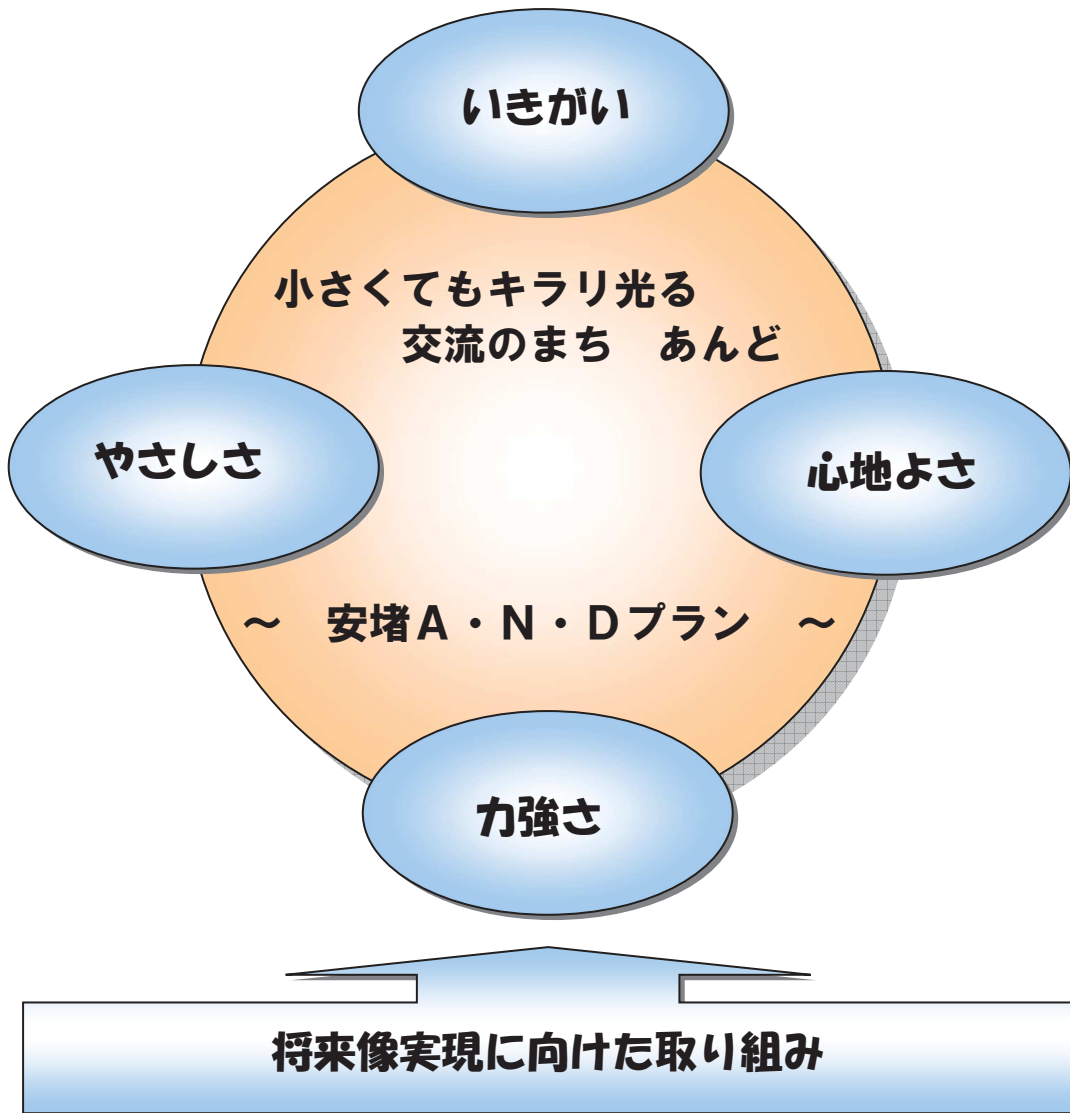 いきがい
小さくてもキラリ光る
交流のまち　あんど
やさしさ
心地よさ
～　安堵Ａ・Ｎ・Ｄプラン　～
力強さ
将来像実現に向けた取り組み